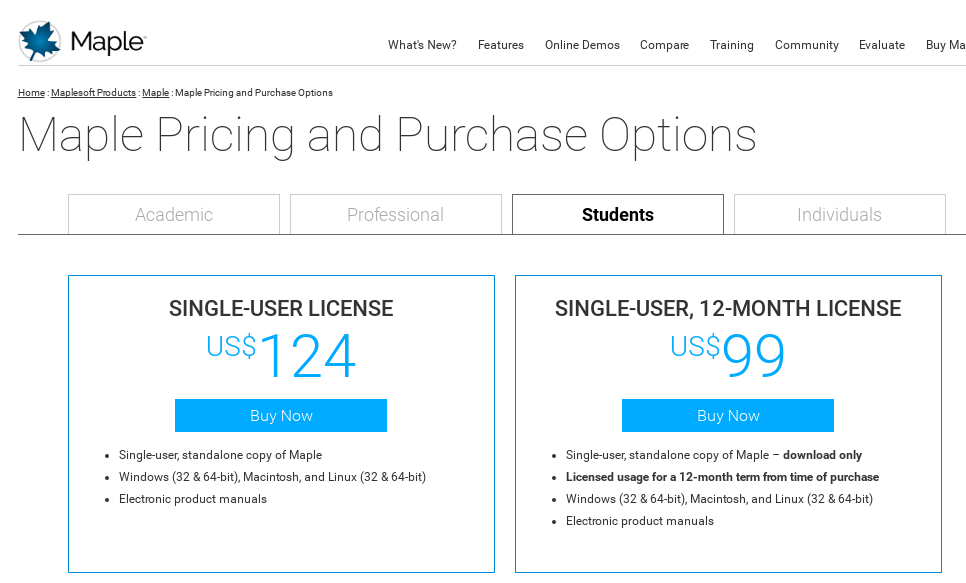 Maple™
What's New? Features Online Demos Compare Training Community Evaluate Buy Ma
Home : Maplesoft Products : Maple : Maple Pricing and Purchase Options
Maple Pricing and Purchase Options
Academic Professional Students Individuals
SINGLE-USER LICENSE
US$124
Buy Now
• Single-user, standalone copy of Maple
• Windows (32 & 64-bit), Macintosh, and Linux (32 & 64-bit)
• Electronic product manuals
SINGLE-USER, 12-MONTH LICENSE
US$99
Buy Now
• Single-user, standalone copy of Maple – download only
• Licensed usage for a 12-month term from time of purchase
• Windows (32 & 64-bit), Macintosh, and Linux (32 & 64-bit)
• Electronic product manuals